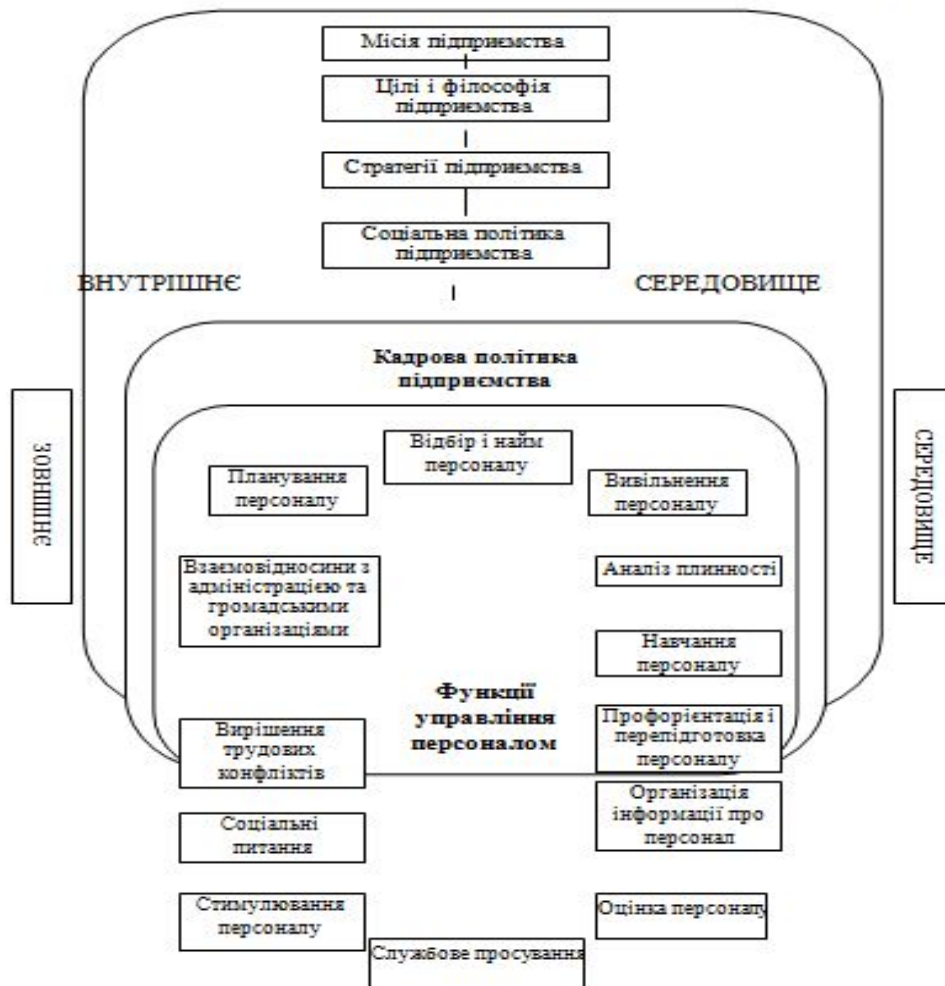 Місія підприємства
Цілі і філософія
підприємства
Стратегії підприємства
Соціальна політика
підприємства
ВНУТРІШНЄ
СЕРЕДОВИЩЕ
Кадрова політика
підприємства
ЗОВНІШНЄ
СЕРЕДОВИЩЕ
Відбір і найм
персоналу
Планування
персоналу
Вивільнення
персоналу
Взаємовідносини з
адміністрацією та
громадськими
організаціями
Аналіз плинності
Навчання
персоналу
Функції
управління
персоналом
Профорієнтація і
перепідготовка
персоналу
Вирішення
трудових
конфліктів
Організація
інформації про
персонал
Соціальні
питання
Стимулювання
персоналу
Оцінка персоналу
Службове просування